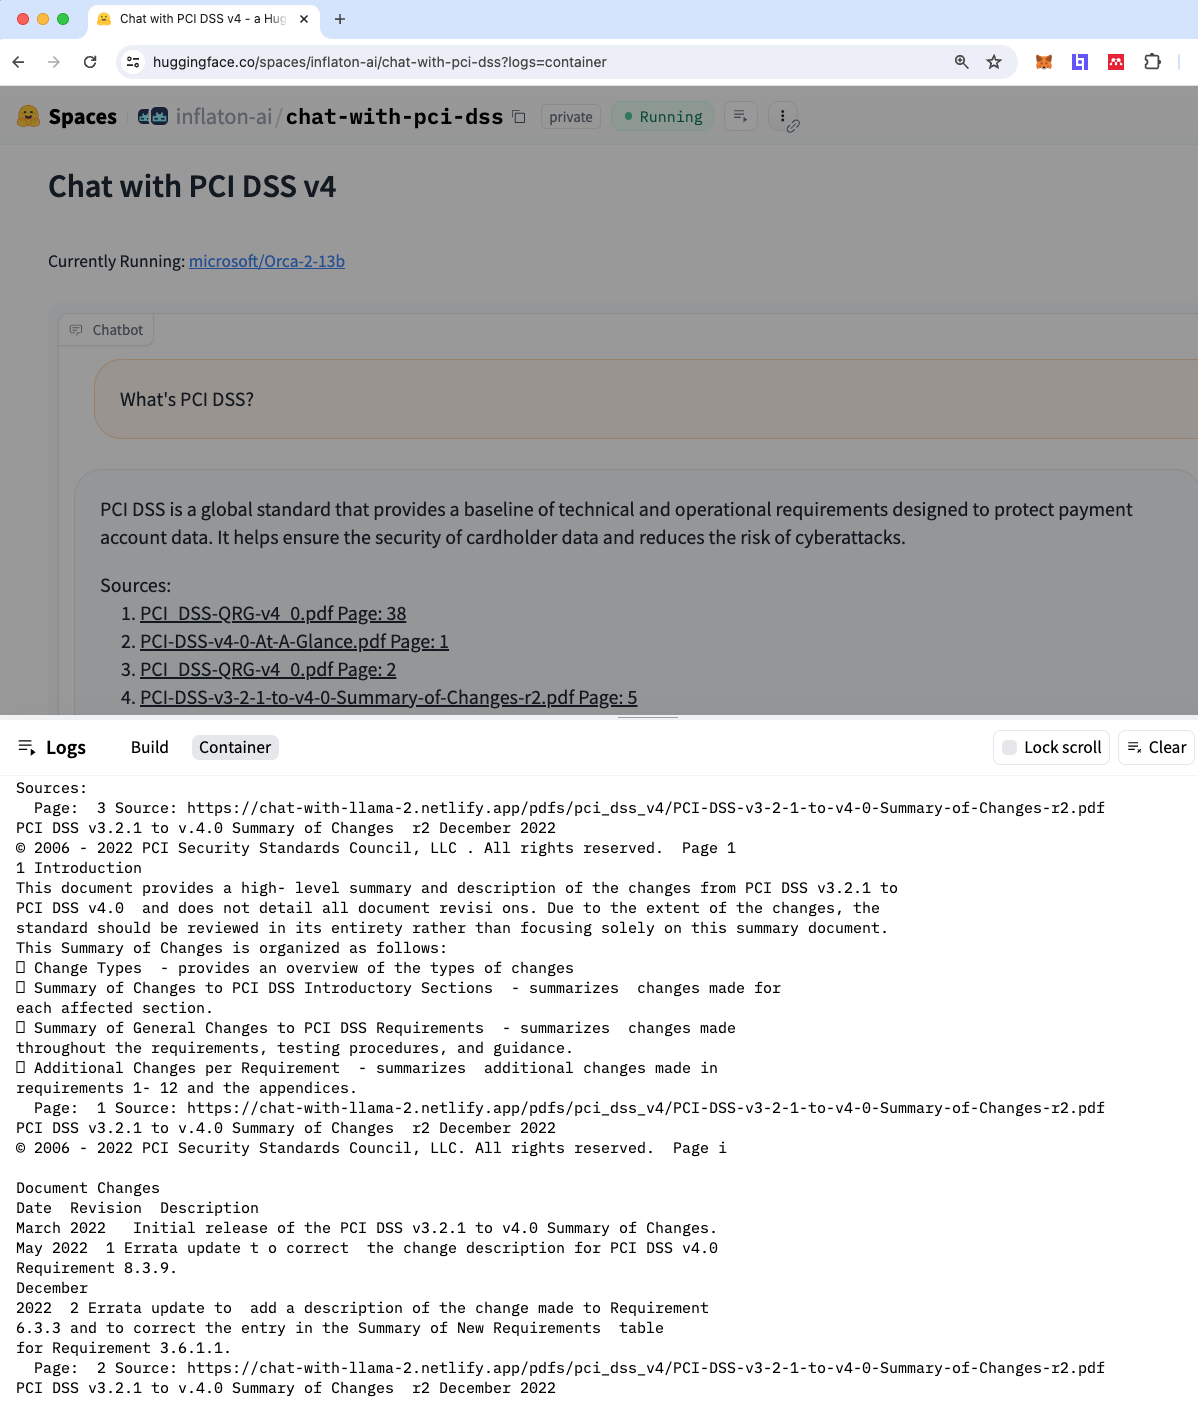 Chat with PCI DSS v4 - a Hug
huggingface.co/spaces/inflaton-ai/chat-with-pci-dss?logs=container
Spaces inflaton-ai/chat-with-pci-dss private Running
Chat with PCI DSS v4
Currently Running: microsoft/Orca-2-13b
Chatbot
What's PCI DSS?
PCI DSS is a global standard that provides a baseline of technical and operational requirements designed to protect payment
account data. It helps ensure the security of cardholder data and reduces the risk of cyberattacks.
Sources:
1. PCI_DSS-QRG-v4_0.pdf Page: 38
2. PCI-DSS-v4-0-At-A-Glance.pdf Page: 1
3. PCI_DSS-QRG-v4_0.pdf Page: 2
4. PCI-DSS-v3-2-1-to-v4-0-Summary-of-Changes-r2.pdf Page: 5
Logs Build Container Lock scroll Clear
Sources:
Page:  3 Source: https://chat-with-llama-2.netlify.app/pdfs/pci_dss_v4/PCI-DSS-v3-2-1-to-v4-0-Summary-of-Changes-r2.pdf
PCI DSS v3.2.1 to v.4.0 Summary of Changes  r2 December 2022
© 2006 - 2022 PCI Security Standards Council, LLC . All rights reserved.  Page 1
1 Introduction
This document provides a high- level summary and description of the changes from PCI DSS v3.2.1 to
PCI DSS v4.0  and does not detail all document revisi ons. Due to the extent of the changes, the
standard should be reviewed in its entirety rather than focusing solely on this summary document.
This Summary of Changes is organized as follows:
▯ Change Types  - provides an overview of the types of changes
▯ Summary of Changes to PCI DSS Introductory Sections  - summarizes  changes made for
each affected section.
▯ Summary of General Changes to PCI DSS Requirements  - summarizes  changes made
throughout the requirements, testing procedures, and guidance.
▯ Additional Changes per Requirement  - summarizes  additional changes made in
requirements 1- 12 and the appendices.
Page:  1 Source: https://chat-with-llama-2.netlify.app/pdfs/pci_dss_v4/PCI-DSS-v3-2-1-to-v4-0-Summary-of-Changes-r2.pdf
PCI DSS v3.2.1 to v.4.0 Summary of Changes  r2 December 2022
© 2006 - 2022 PCI Security Standards Council, LLC. All rights reserved.  Page i
Document Changes
Date  Revision  Description
March 2022   Initial release of the PCI DSS v3.2.1 to v4.0 Summary of Changes.
May 2022  1 Errata update t o correct  the change description for PCI DSS v4.0
Requirement 8.3.9.
December
2022  2 Errata update to  add a description of the change made to Requirement
6.3.3 and to correct the entry in the Summary of New Requirements  table
for Requirement 3.6.1.1.
Page:  2 Source: https://chat-with-llama-2.netlify.app/pdfs/pci_dss_v4/PCI-DSS-v3-2-1-to-v4-0-Summary-of-Changes-r2.pdf
PCI DSS v3.2.1 to v.4.0 Summary of Changes  r2 December 2022